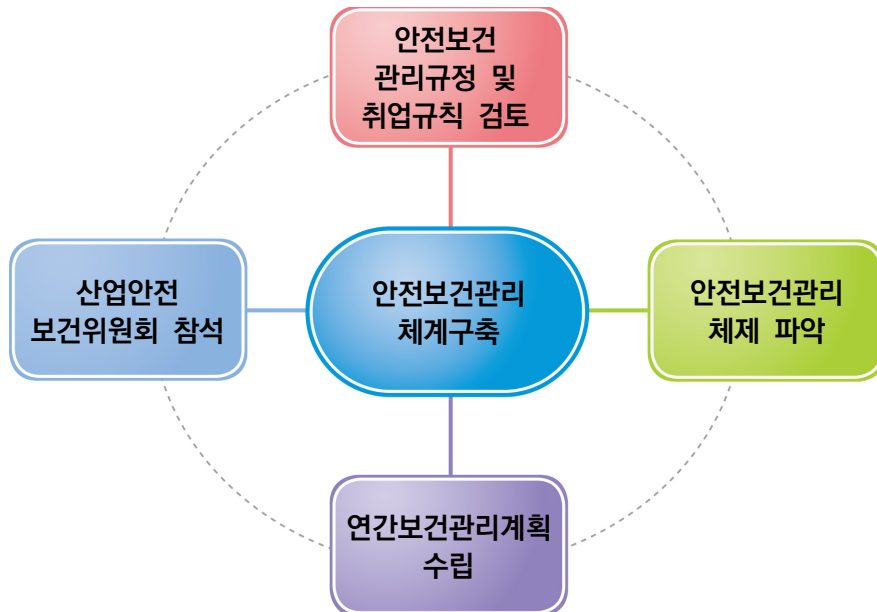 안전보건
관리규정 및
취업규칙 검토
산업안전
보건위원회 참석
안전보건관리
체계구축
안전보건관리
체제 파악
연간보건관리계획
수립